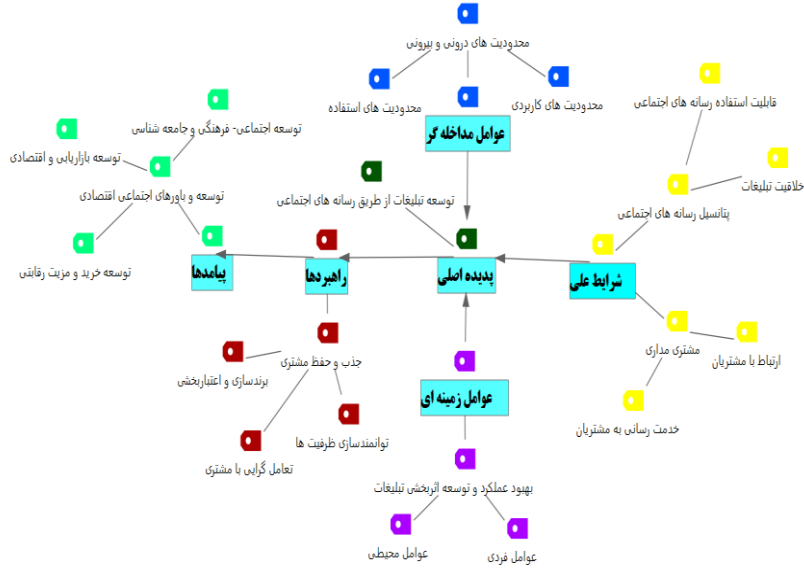 محدودیت های درونی و بیرونی
محدودیت های استفاده
محدودیت های کاربردی
عوامل مداخله گر
قابلیت استفاده رسانه های اجتماعی
خلاقیت تبلیغات
پتانسیل رسانه های اجتماعی
توسعه اجتماعی- فرهنگی و جامعه شناسی
توسعه بازاریابی و اقتصادی
توسعه و باورهای اجتماعی اقتصادی
توسعه خرید و مزیت رقابتی
توسعه تبلیغات از طریق رسانه های اجتماعی
شرایط علی
پدیده اصلی
راهبردها
پیامدها
مشتری مداری
ارتباط با مشتریان
خدمت رسانی به مشتریان
جذب و حفظ مشتری
برندسازی و اعتباربخشی
توانمندسازی ظرفیت ها
تعامل گرایی با مشتری
عوامل زمینه ای
بهبود عملکرد و توسعه اثربخشی تبلیغات
عوامل فردی
عوامل محیطی